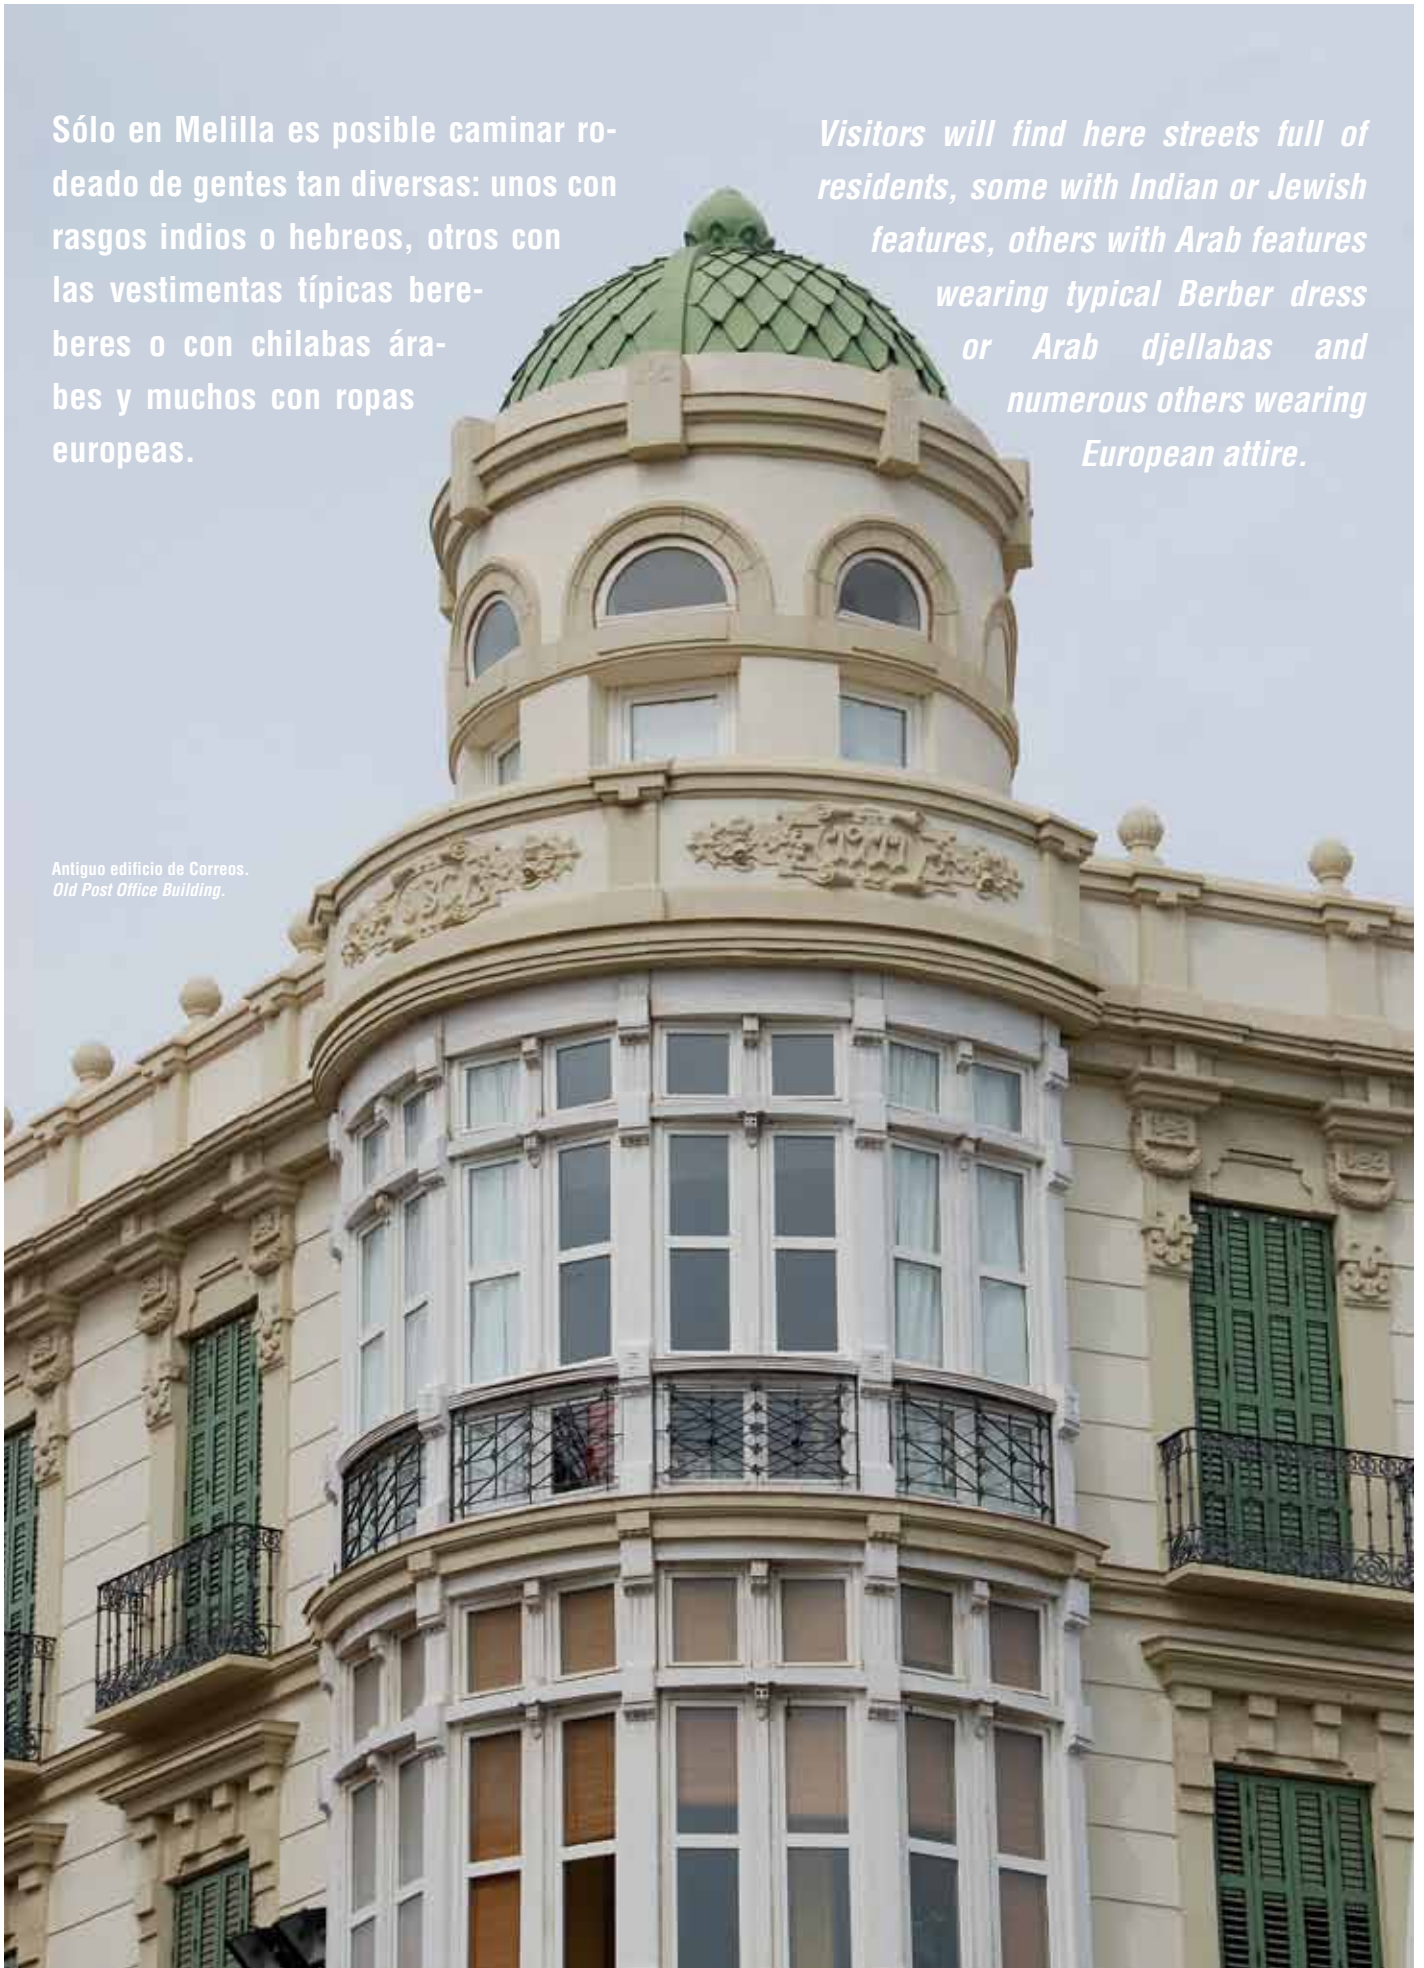 Sólo en Melilla es posible caminar ro-
deado de gentes tan diversas: unos con
rasgos indios o hebreos, otros con
las vestimentas típicas bere-
beres o con chilabas ára-
bes y muchos con ropas
europeas.
Visitors will find here streets full of
residents, some with Indian or Jewish
features, others with Arab features
wearing typical Berber dress
or Arab djellabas and
numerous others wearing
European attire.
Antiguo edificio de Correos.
Old Post Office Building.